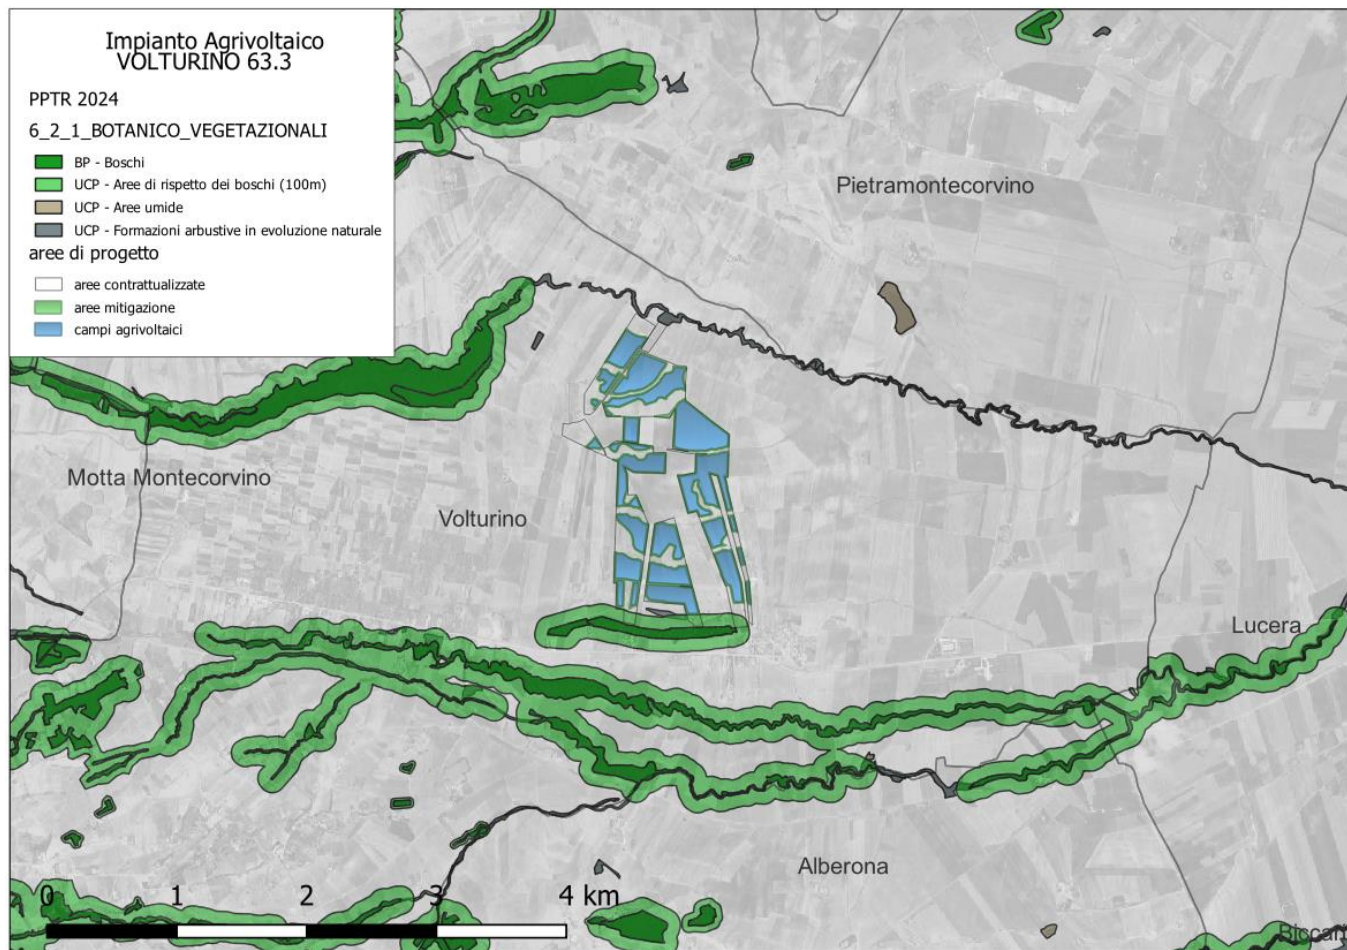 Impianto Agrivoltaico
VOLTURINO 63.3
PPTR 2024
6_2_1_BOTANICO_VEGETAZIONALI
BP - Boschi
UCP - Aree di rispetto dei boschi (100m)
UCP - Aree umide
UCP - Formazioni arbustive in evoluzione naturale
aree di progetto
aree contrattualizzate
aree mitigazione
campi agrivoltaici
Pietramontecorvino
Motta Montecorvino
Volturino
Lucera
Alberona
0 1 2 3 4 km
Biccari